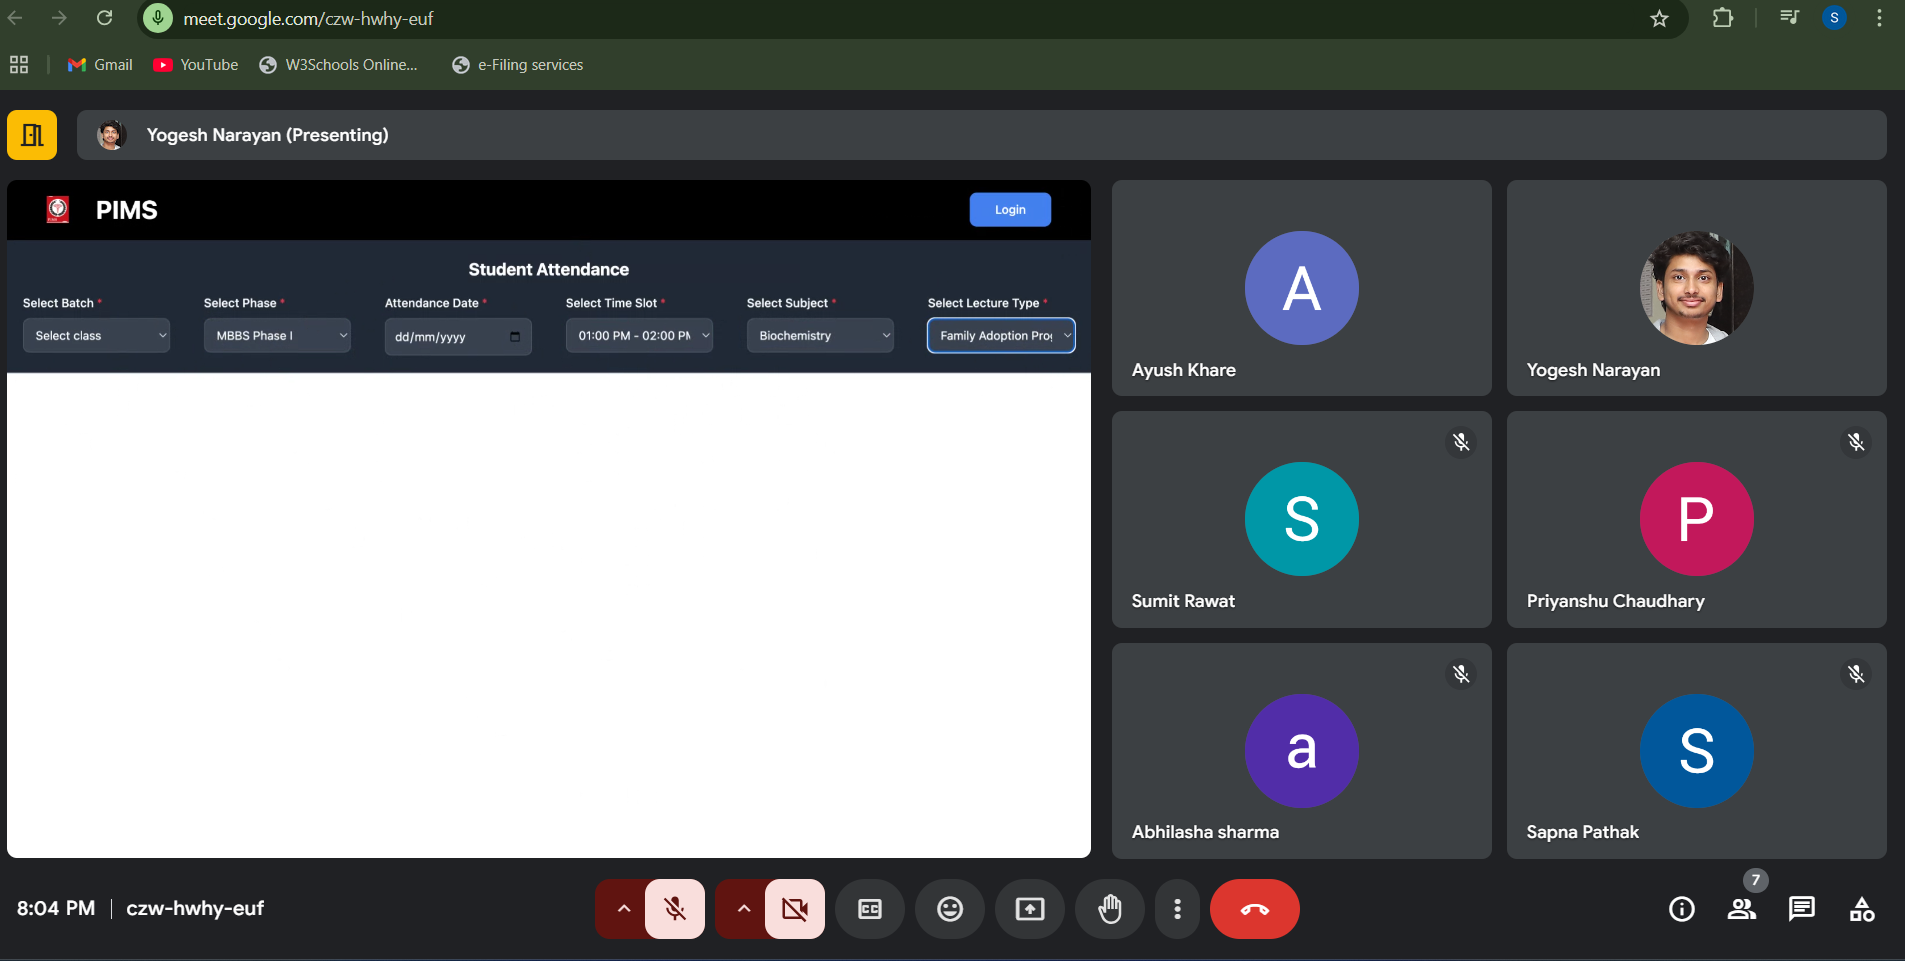 meet.google.com/czw-hwhy-euf
S
Gmail
YouTube
W3Schools Online...
e-Filing services
Yogesh Narayan (Presenting)
PIMS
Login
Student Attendance
Select Batch *
Select Phase *
Attendance Date *
Select Time Slot *
Select Subject *
Select Lecture Type *
Select class
MBBS Phase I
dd/mm/yyyy
01:00 PM - 02:00 PM
Biochemistry
Family Adoption Prog
A
Ayush Khare
Yogesh Narayan
S
Sumit Rawat
P
Priyanshu Chaudhary
a
Abhilasha sharma
S
Sapna Pathak
8:04 PM
czw-hwhy-euf
CC
7